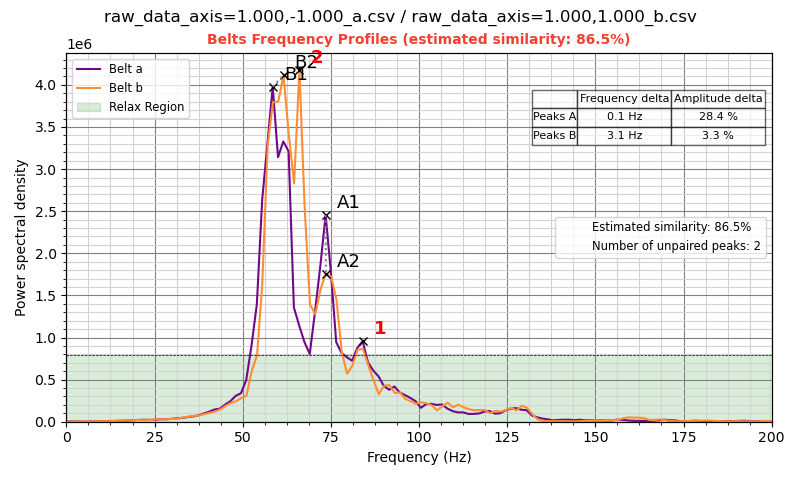 raw_data_axis=1.000,-1.000_a.csv / raw_data_axis=1.000,1.000_b.csv
Belts Frequency Profiles (estimated similarity: 86.5%)
1e6
Belt a
Belt b
Relax Region
B2 2
B1
A1
A2
1
Frequency delta Amplitude delta
Peaks A 0.1 Hz 28.4 %
Peaks B 3.1 Hz 3.3 %
Estimated similarity: 86.5%
Number of unpaired peaks: 2
Power spectral density
4.0
3.5
3.0
2.5
2.0
1.5
1.0
0.5
0.0
0 25 50 75 100 125 150 175 200
Frequency (Hz)